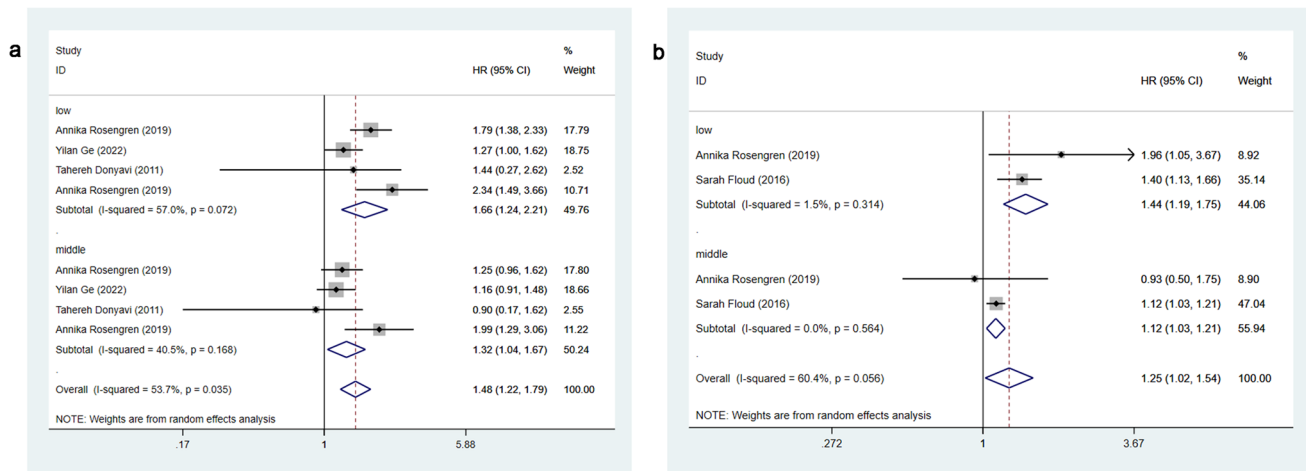 a
Study %
ID HR (95% CI) Weight
low
Annika Rosengren (2019) 1.79 (1.38, 2.33) 17.79
Yilan Ge (2022) 1.27 (1.00, 1.62) 18.75
Tahereh Donyavi (2011) 1.44 (0.27, 2.62) 2.52
Annika Rosengren (2019) 2.34 (1.49, 3.66) 10.71
Subtotal (I-squared = 57.0%, p = 0.072) 1.66 (1.24, 2.21) 49.76
.
middle
Annika Rosengren (2019) 1.25 (0.96, 1.62) 17.80
Yilan Ge (2022) 1.16 (0.91, 1.48) 18.66
Tahereh Donyavi (2011) 0.90 (0.17, 1.62) 2.55
Annika Rosengren (2019) 1.99 (1.29, 3.06) 11.22
Subtotal (I-squared = 40.5%, p = 0.168) 1.32 (1.04, 1.67) 50.24
.
Overall (I-squared = 53.7%, p = 0.035) 1.48 (1.22, 1.79) 100.00
NOTE: Weights are from random effects analysis
.17 1 5.88
b
Study %
ID HR (95% CI) Weight
low
Annika Rosengren (2019) 1.96 (1.05, 3.67) 8.92
Sarah Floud (2016) 1.40 (1.13, 1.66) 35.14
Subtotal (I-squared = 1.5%, p = 0.314) 1.44 (1.19, 1.75) 44.06
.
middle
Annika Rosengren (2019) 0.93 (0.50, 1.75) 8.90
Sarah Floud (2016) 1.12 (1.03, 1.21) 47.04
Subtotal (I-squared = 0.0%, p = 0.564) 1.12 (1.03, 1.21) 55.94
.
Overall (I-squared = 60.4%, p = 0.056) 1.25 (1.02, 1.54) 100.00
NOTE: Weights are from random effects analysis
.272 1 3.67